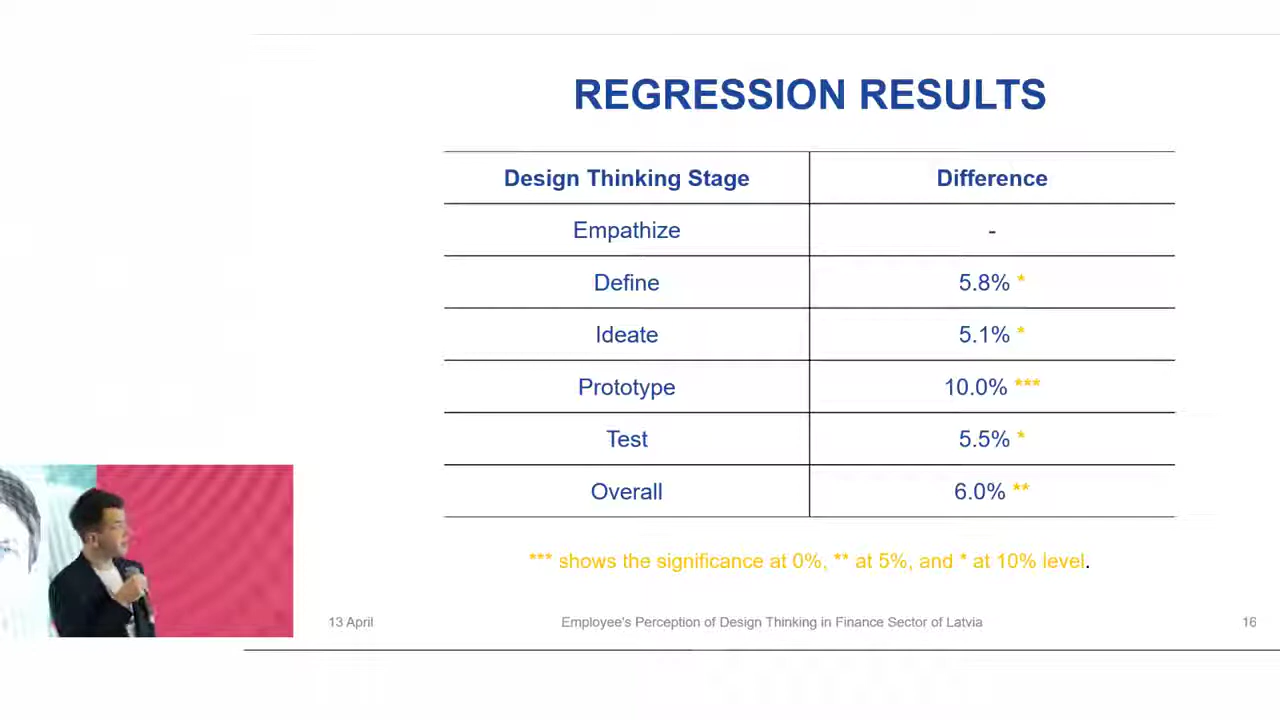 REGRESSION RESULTS
Design Thinking Stage Difference
Empathize -
Define 5.8% *
Ideate 5.1% *
Prototype 10.0% ***
Test 5.5% *
Overall 6.0% **
*** shows the significance at 0%, ** at 5%, and * at 10% level.
13 April Employee's Perception of Design Thinking in Finance Sector of Latvia 16